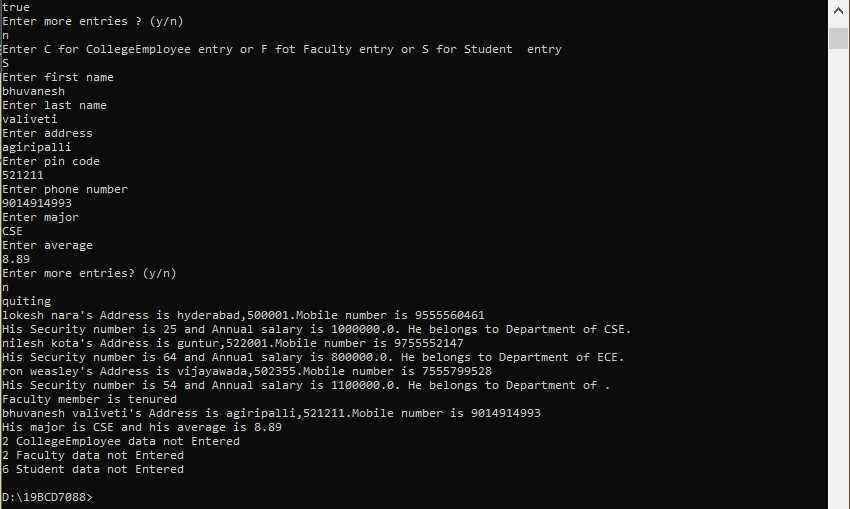 true
Enter more entries ? (y/n)
n
Enter C for CollegeEmployee entry or F fot Faculty entry or S for Student  entry
S
Enter first name
bhuvanesh
Enter last name
valiveti
Enter address
agiripalli
Enter pin code
521211
Enter phone number
9014914993
Enter major
CSE
Enter average
8.89
Enter more entries? (y/n)
n
quiting
lokesh nara's Address is hyderabad,500001.Mobile number is 9555560461
His Security number is 25 and Annual salary is 1000000.0. He belongs to Department of CSE.
nilesh kota's Address is guntur,522001.Mobile number is 9755552147
His Security number is 64 and Annual salary is 800000.0. He belongs to Department of ECE.
ron weasley's Address is vijayawada,502355.Mobile number is 7555799528
His Security number is 54 and Annual salary is 1100000.0. He belongs to Department of .
Faculty member is tenured
bhuvanesh valiveti's Address is agiripalli,521211.Mobile number is 9014914993
His major is CSE and his average is 8.89
2 CollegeEmployee data not Entered
2 Faculty data not Entered
6 Student data not Entered
D:\19BCD7088>